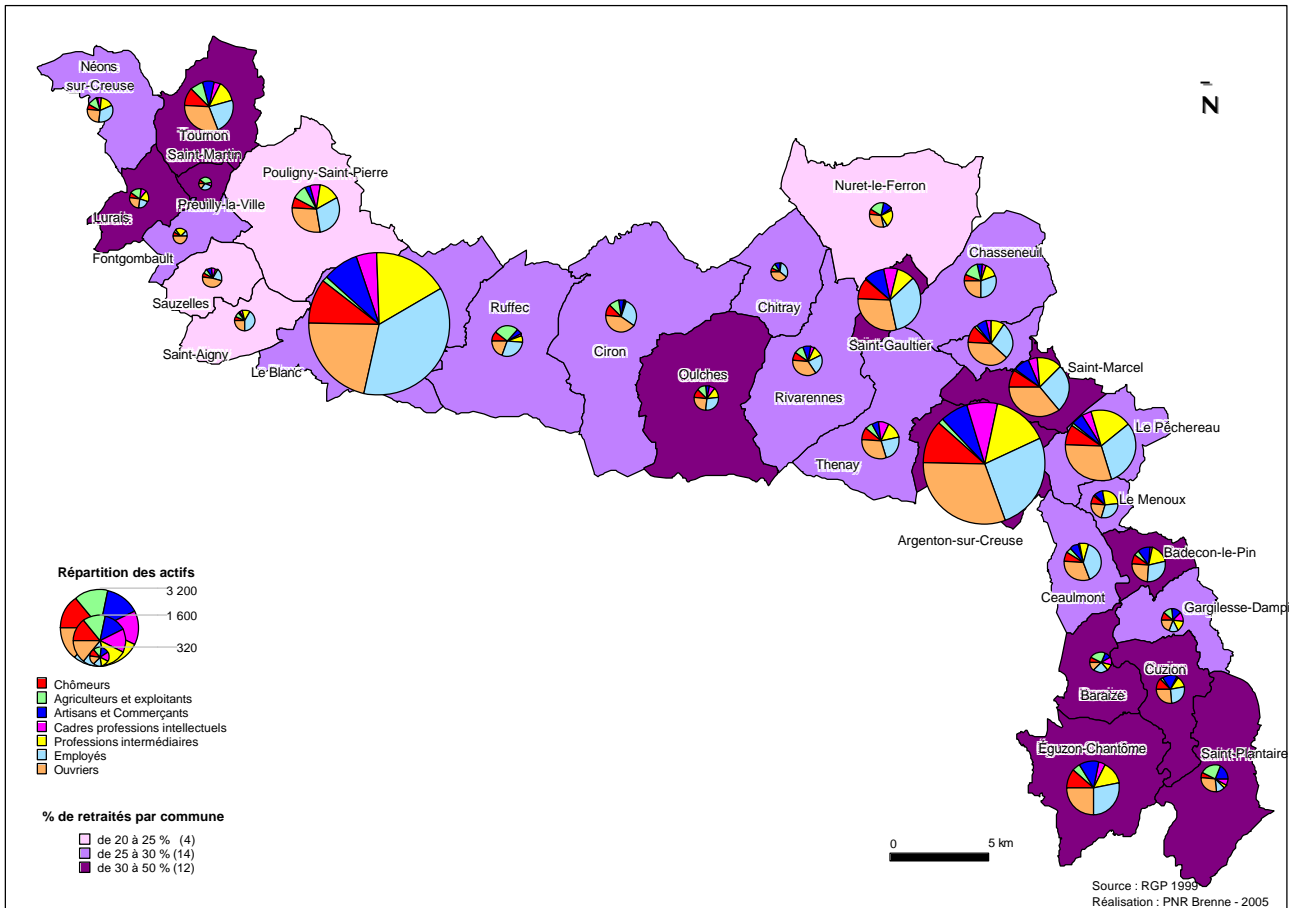 Néons
sur-Creuse
N
Tournon
Saint-Martin
Pouligny-Saint-Pierre
Nuret-le-Ferron
Preuilly-la-Ville
Lurais
Chasseneuil
Fontgombault
Chitray
Sauzelles
Ruffec
Saint-Gaultier
Ciron
Saint-Aigny
Le Blanc
Saint-Marcel
Oulches
Rivarennes
Le Pêchereau
Thenay
Le Menoux
Argenton-sur-Creuse
Badecon-le-Pin
Répartition des actifs
3 200
1 600
320
Ceaulmont
Gargilesse-Dampi
Cuzion
Baraize
Chômeurs
Agriculteurs et exploitants
Artisans et Commerçants
Cadres professions intellectuels
Professions intermédiaires
Employés
Ouvriers
Éguzon-Chantôme
Saint-Plantaire
% de retraités par commune
de 20 à 25 % (4)
de 25 à 30 % (14)
de 30 à 50 % (12)
0 5 km
Source : RGP 1999
Réalisation : PNR Brenne - 2005